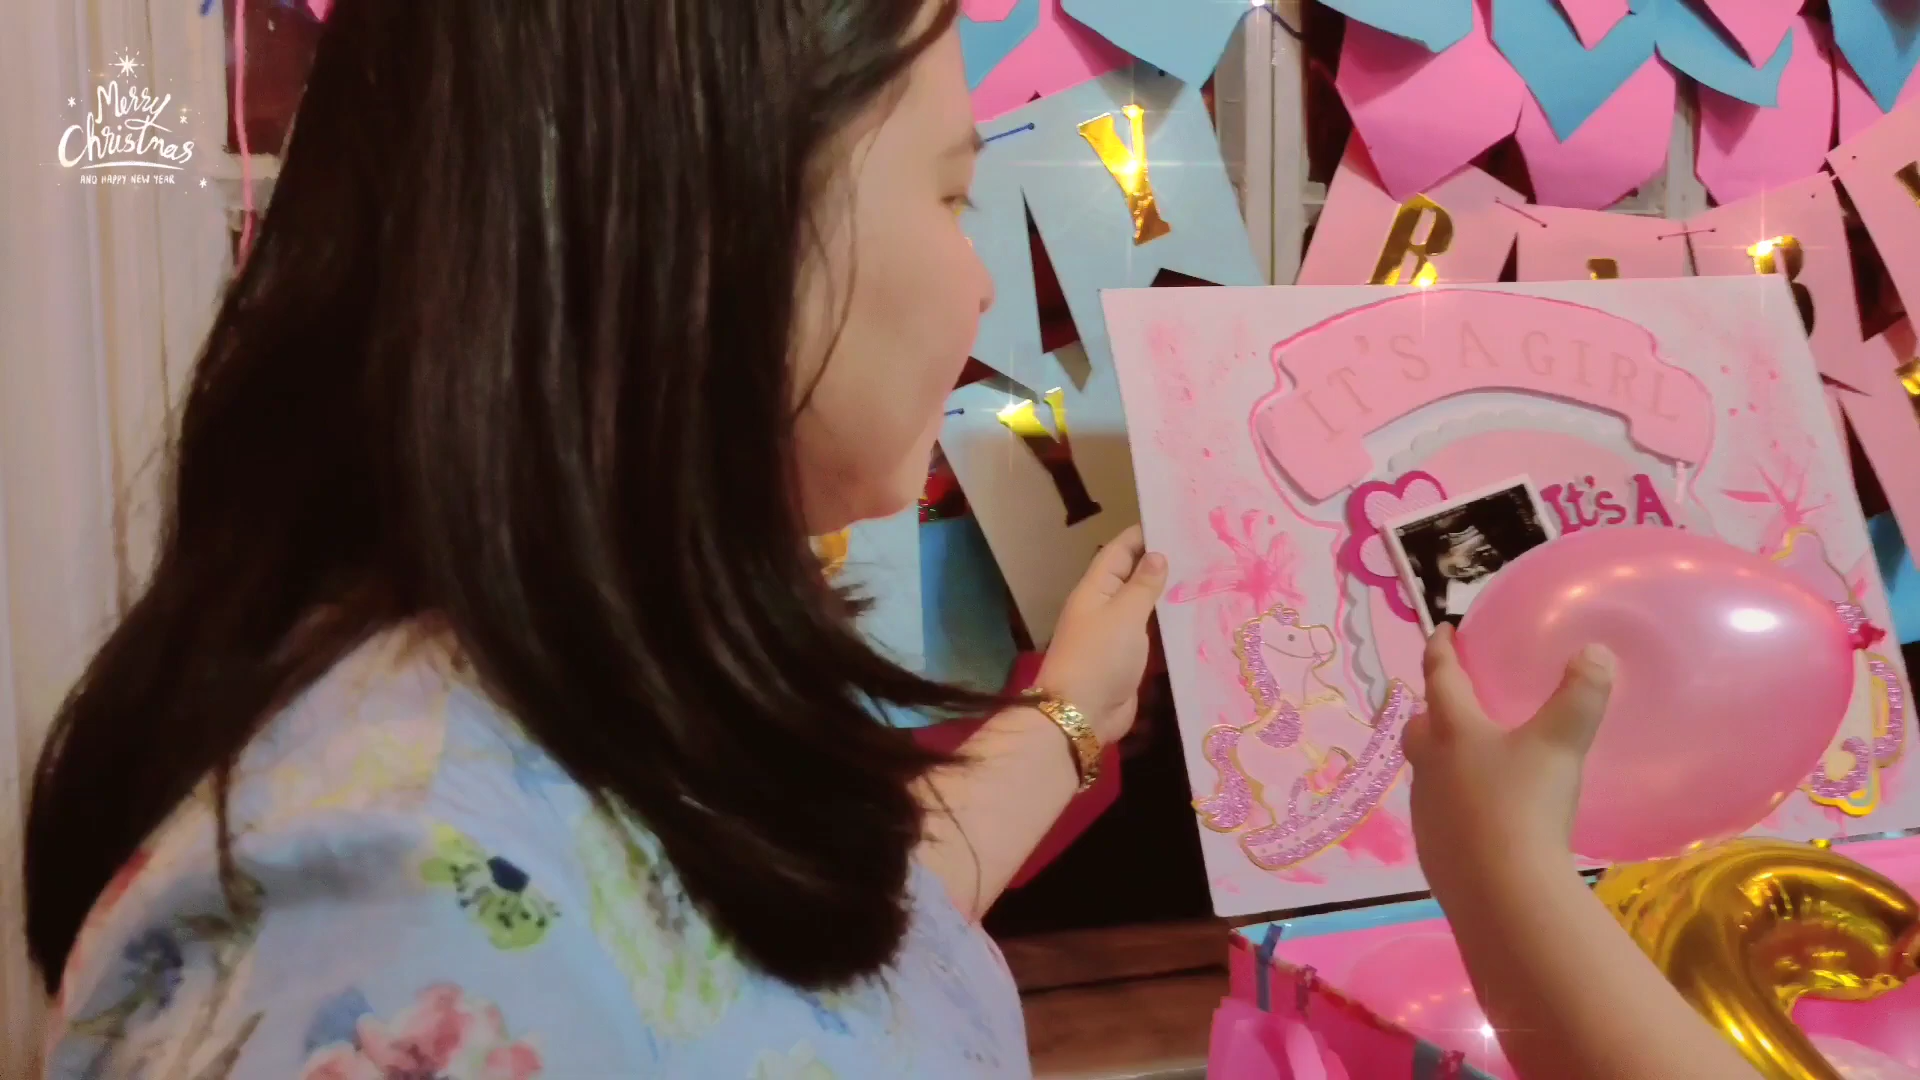 Merry
Christmas
AND HAPPY NEW YEAR
Y
B
B
Y
IT'S A GIRL
It's A